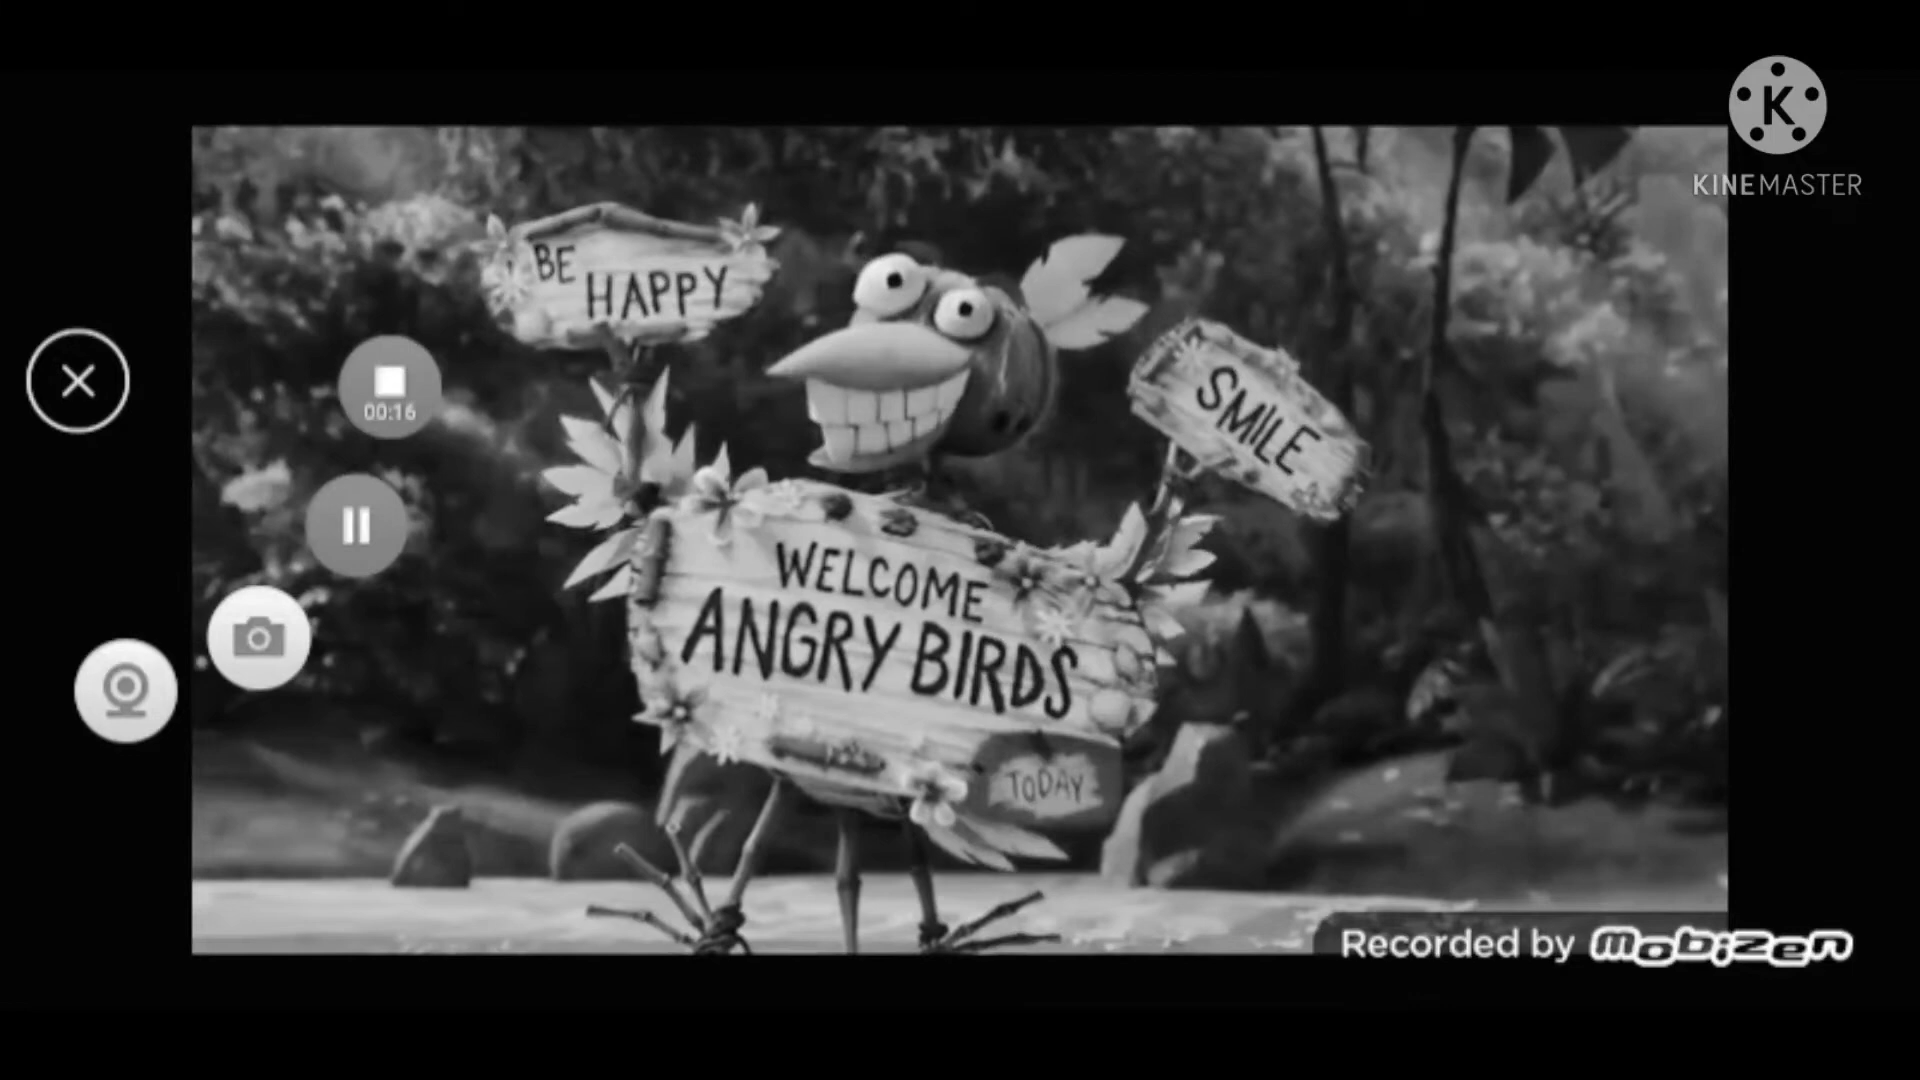 K
KINEMASTER
BE
HAPPY
SMILE
00:16
WELCOME
ANGRY BIRDS
TODAY
Recorded by mobizen